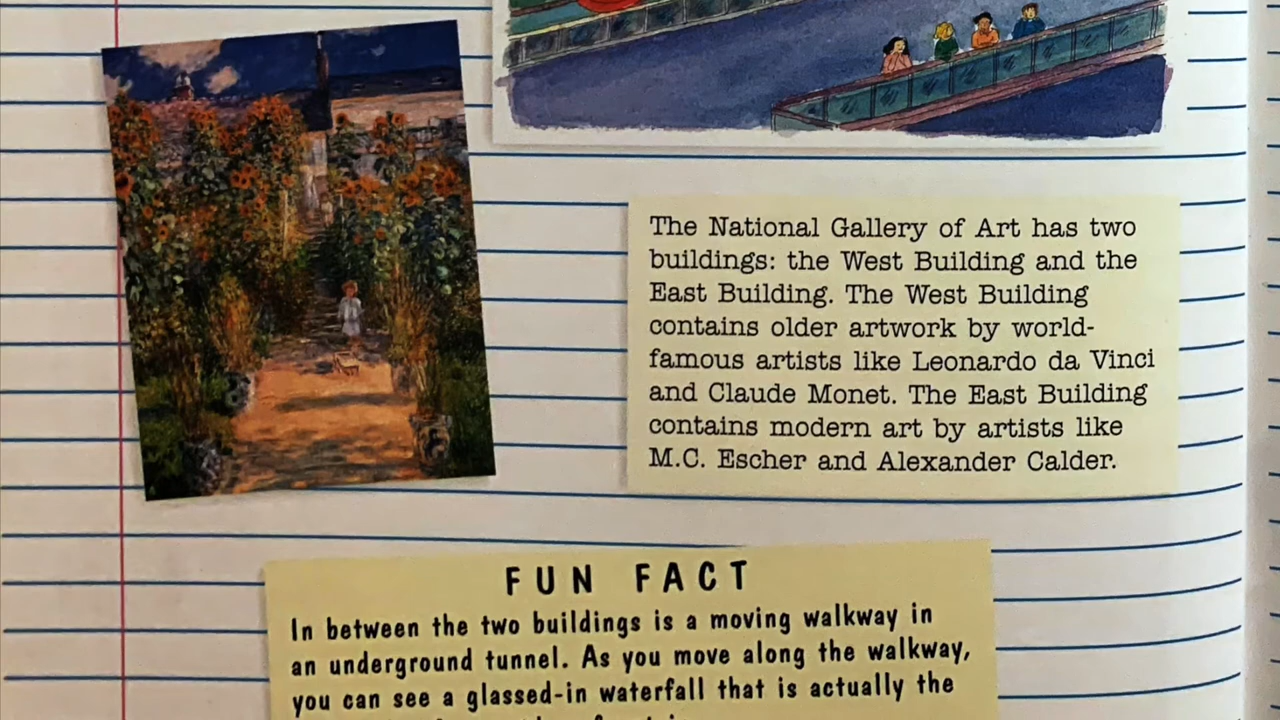 The National Gallery of Art has two
buildings: the West Building and the
East Building. The West Building
contains older artwork by world-
famous artists like Leonardo da Vinci
and Claude Monet. The East Building
contains modern art by artists like
M.C. Escher and Alexander Calder.
FUN FACT
In between the two buildings is a moving walkway in
an underground tunnel. As you move along the walkway,
you can see a glassed-in waterfall that is actually the